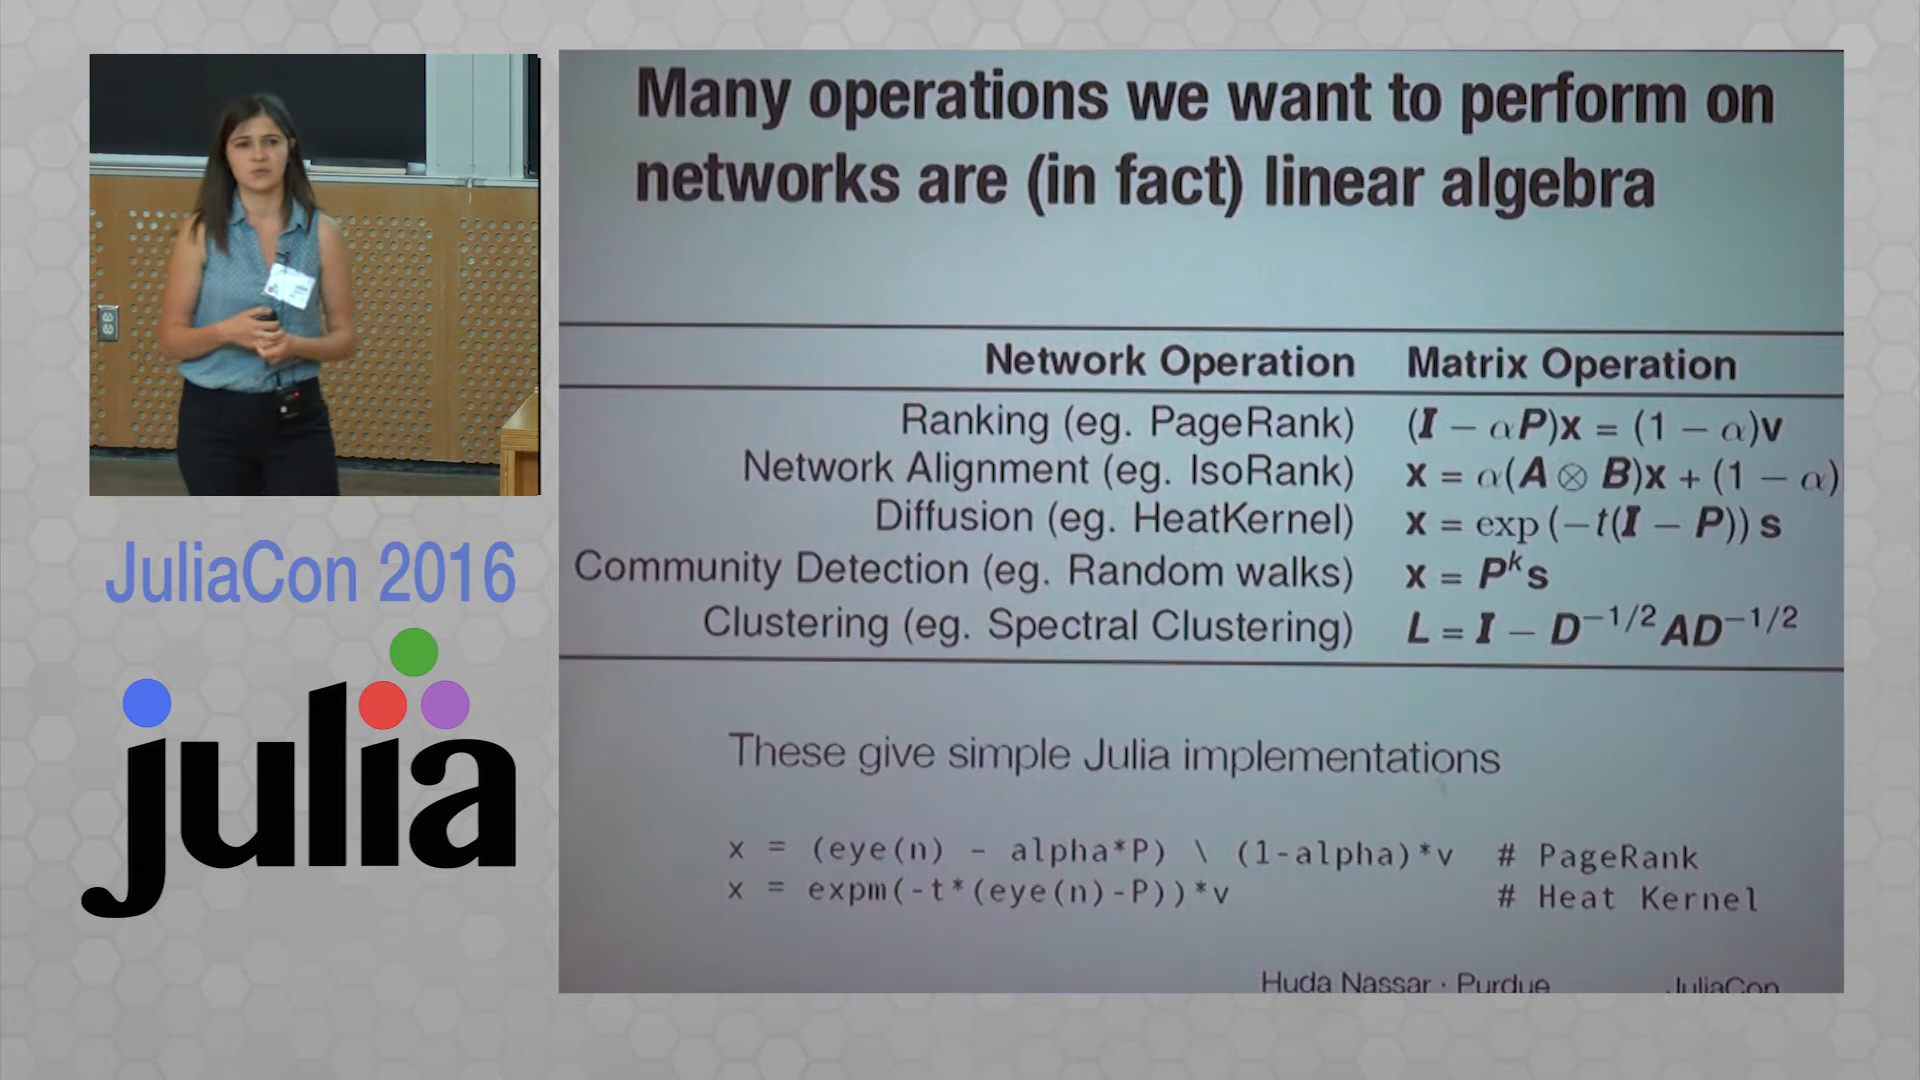 Many operations we want to perform on
networks are (in fact) linear algebra
Network Operation Matrix Operation
Ranking (eg. PageRank) (I − αP)x = (1 − α)v
Network Alignment (eg. IsoRank) x = α(A ⊗ B)x + (1 − α)
Diffusion (eg. HeatKernel) x = exp (−t(I − P)) s
Community Detection (eg. Random walks) x = Pᵏs
Clustering (eg. Spectral Clustering) L = I − D⁻¹/² AD⁻¹/²
These give simple Julia implementations
x = (eye(n) - alpha*P) \ (1-alpha)*v # PageRank
x = expm(-t*(eye(n)-P))*v # Heat Kernel
Huda Nassar · Purdue JuliaCon
JuliaCon 2016
julia